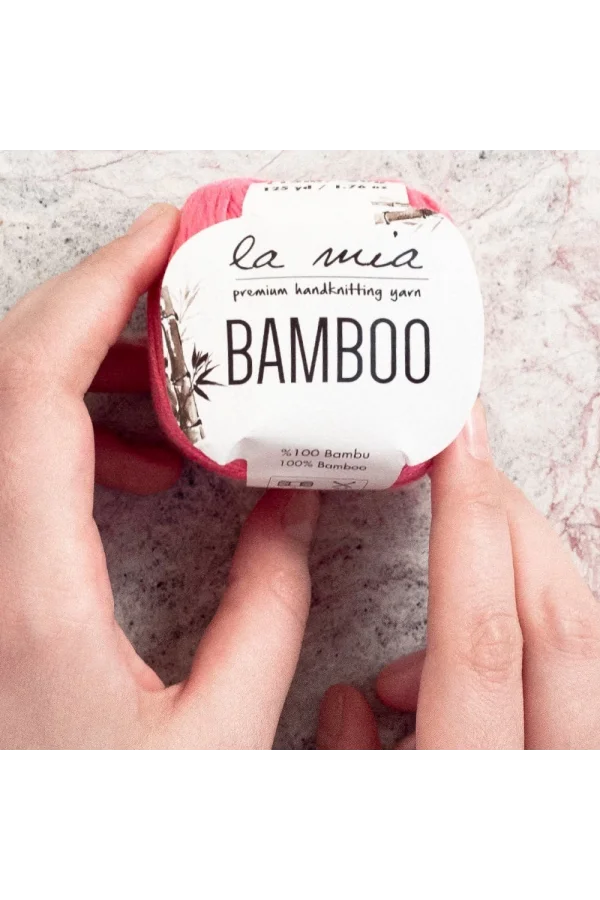 125 yd / 1.76 oz
la mia
premium handknitting yarn
BAMBOO
%100 Bambu
100% Bamboo